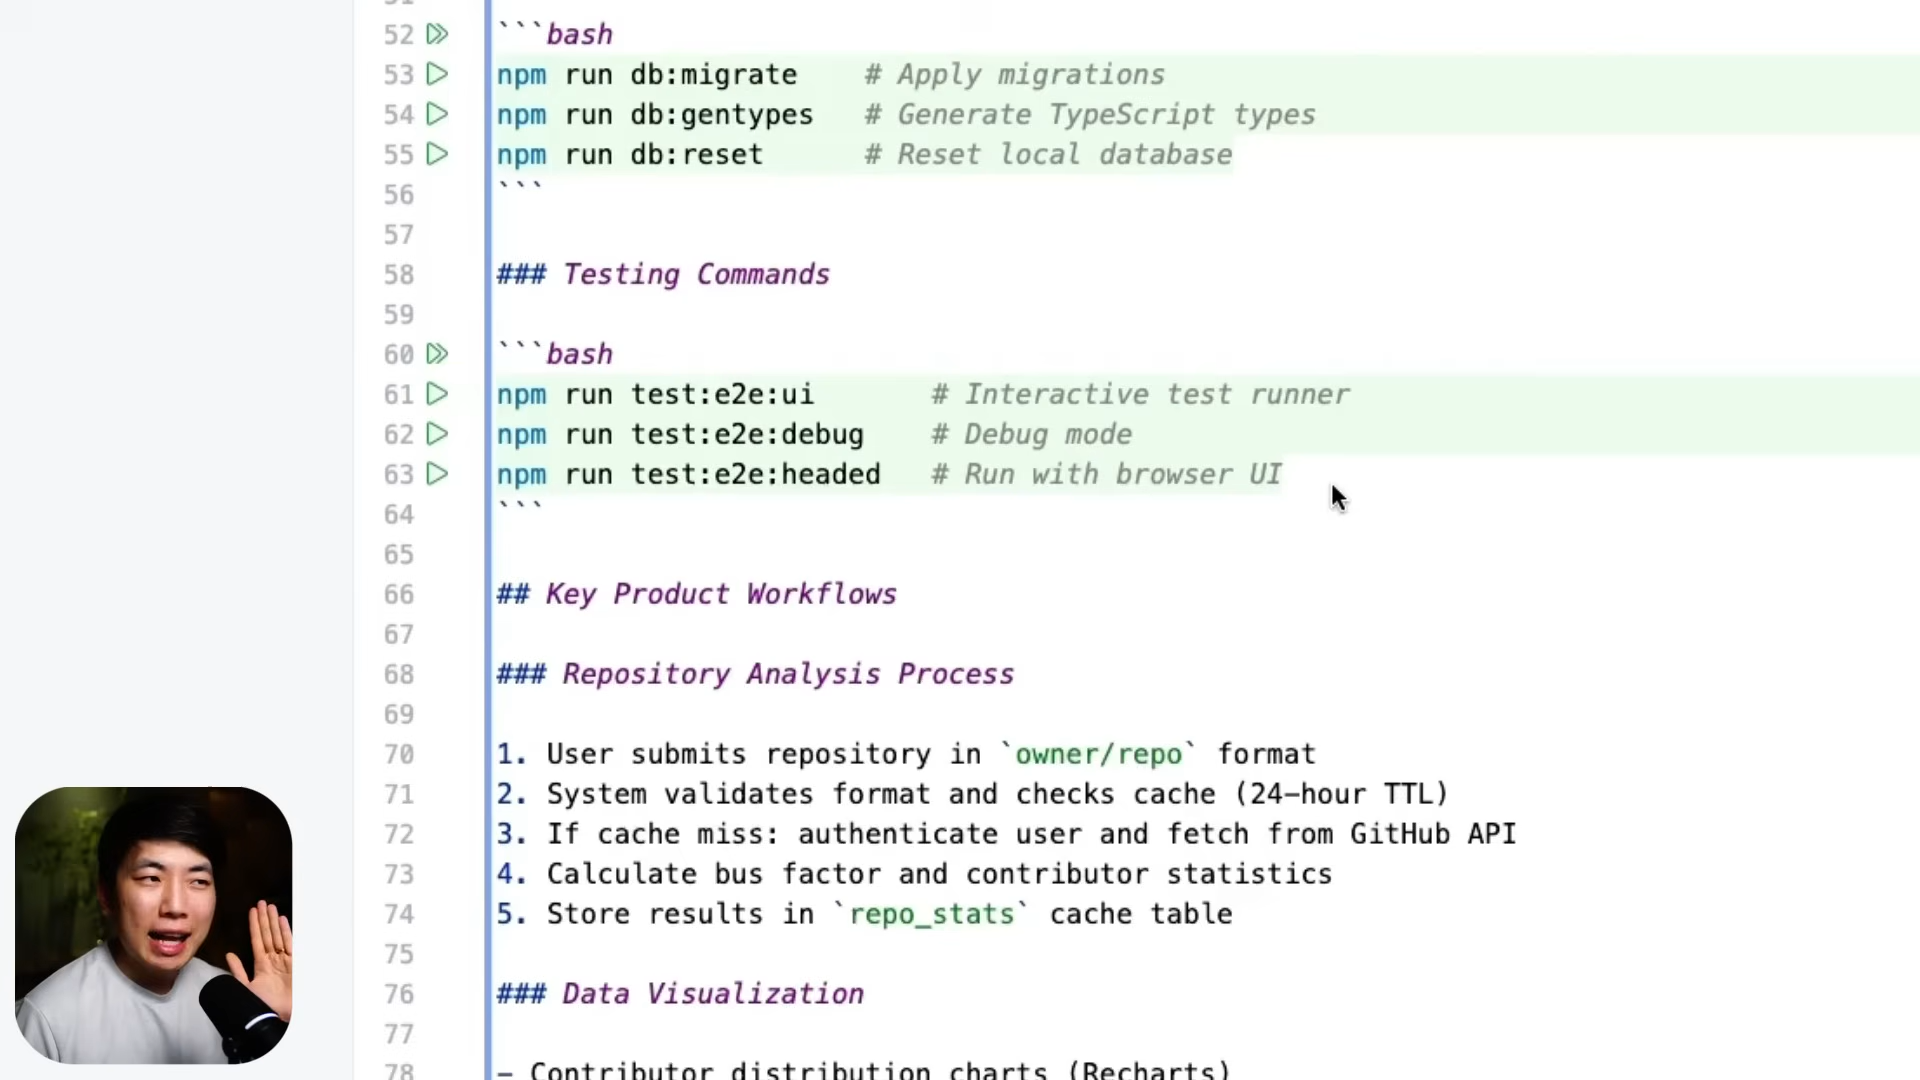 52 ```bash
53 npm run db:migrate    # Apply migrations
54 npm run db:gentypes   # Generate TypeScript types
55 npm run db:reset      # Reset local database
56 ```
57
58 ### Testing Commands
59
60 ```bash
61 npm run test:e2e:ui       # Interactive test runner
62 npm run test:e2e:debug    # Debug mode
63 npm run test:e2e:headed   # Run with browser UI
64 ```
65
66 ## Key Product Workflows
67
68 ### Repository Analysis Process
69
70 1. User submits repository in `owner/repo` format
71 2. System validates format and checks cache (24-hour TTL)
72 3. If cache miss: authenticate user and fetch from GitHub API
73 4. Calculate bus factor and contributor statistics
74 5. Store results in `repo_stats` cache table
75
76 ### Data Visualization
77
78 - Contributor distribution charts (Recharts)